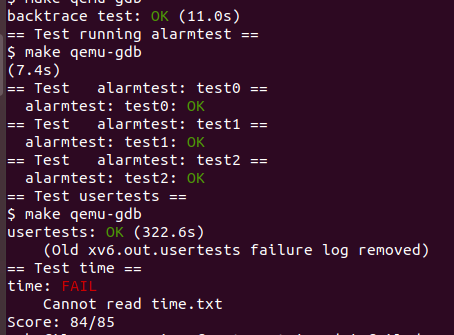 $ make qemu-gdb
backtrace test: OK (11.0s)
== Test running alarmtest ==
$ make qemu-gdb
(7.4s)
== Test   alarmtest: test0 ==
  alarmtest: test0: OK
== Test   alarmtest: test1 ==
  alarmtest: test1: OK
== Test   alarmtest: test2 ==
  alarmtest: test2: OK
== Test usertests ==
$ make qemu-gdb
usertests: OK (322.6s)
    (Old xv6.out.usertests failure log removed)
== Test time ==
time: FAIL
    Cannot read time.txt
Score: 84/85